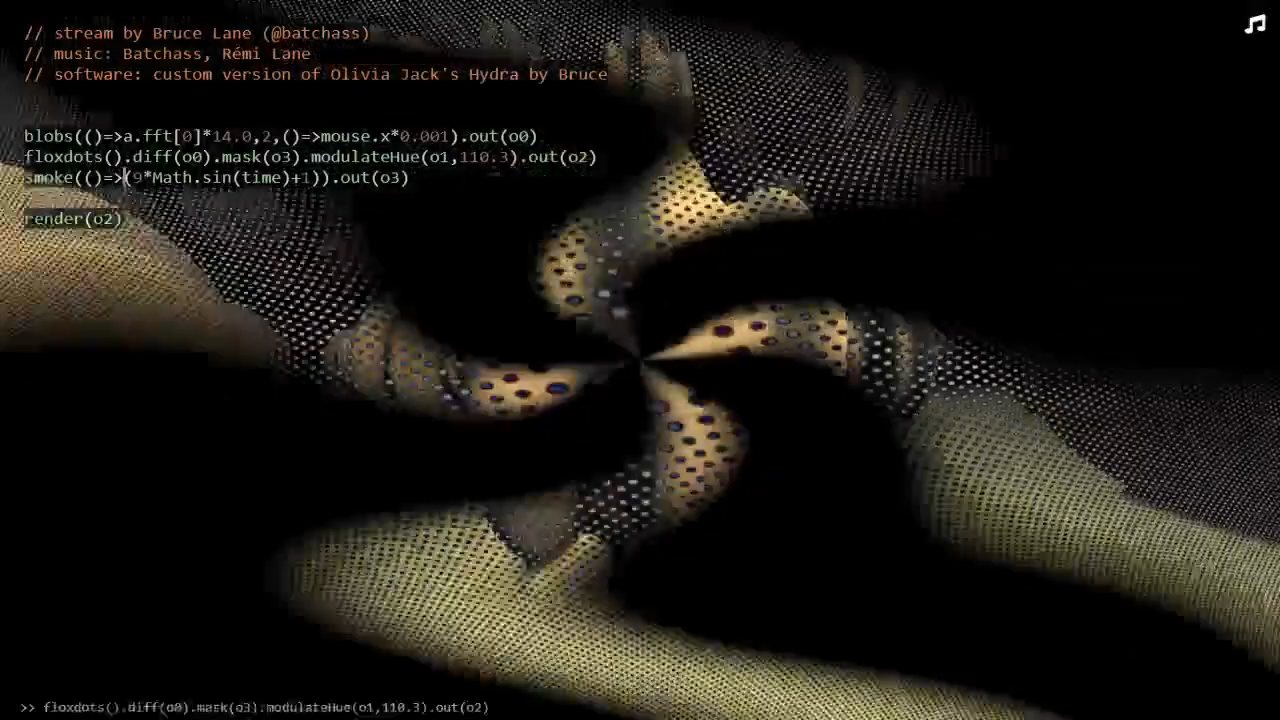 // stream by Bruce Lane (@batchass)
// music: Batchass, Rémi Lane
// software: custom version of Olivia Jack's Hydra by Bruce
blobs(()=>a.fft[0]*14.0,2,()=>mouse.x*0.001).out(o0)
floxdots().diff(o0).mask(o3).modulateHue(o1,110.3).out(o2)
smoke(()=>(9*Math.sin(time)+1)).out(o3)
render(o2)
>> floxdots().diff(o0).mask(o3).modulateHue(o1,110.3).out(o2)